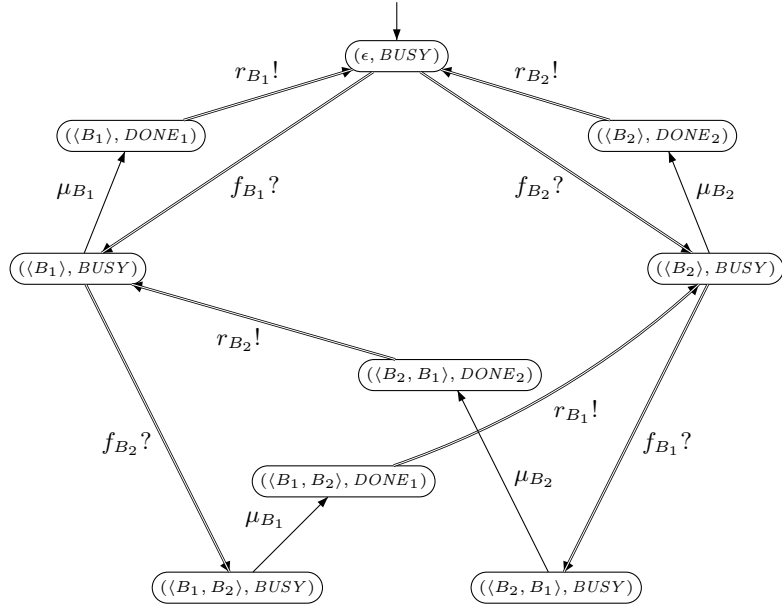 (ϵ, BUSY)
r_{B_1}!
r_{B_2}!
(⟨B_1⟩, DONE_1)
(⟨B_2⟩, DONE_2)
μ_{B_1}
f_{B_1}?
f_{B_2}?
μ_{B_2}
(⟨B_1⟩, BUSY)
(⟨B_2⟩, BUSY)
r_{B_2}!
(⟨B_2, B_1⟩, DONE_2)
r_{B_1}!
f_{B_2}?
f_{B_1}?
(⟨B_1, B_2⟩, DONE_1)
μ_{B_2}
μ_{B_1}
(⟨B_1, B_2⟩, BUSY)
(⟨B_2, B_1⟩, BUSY)